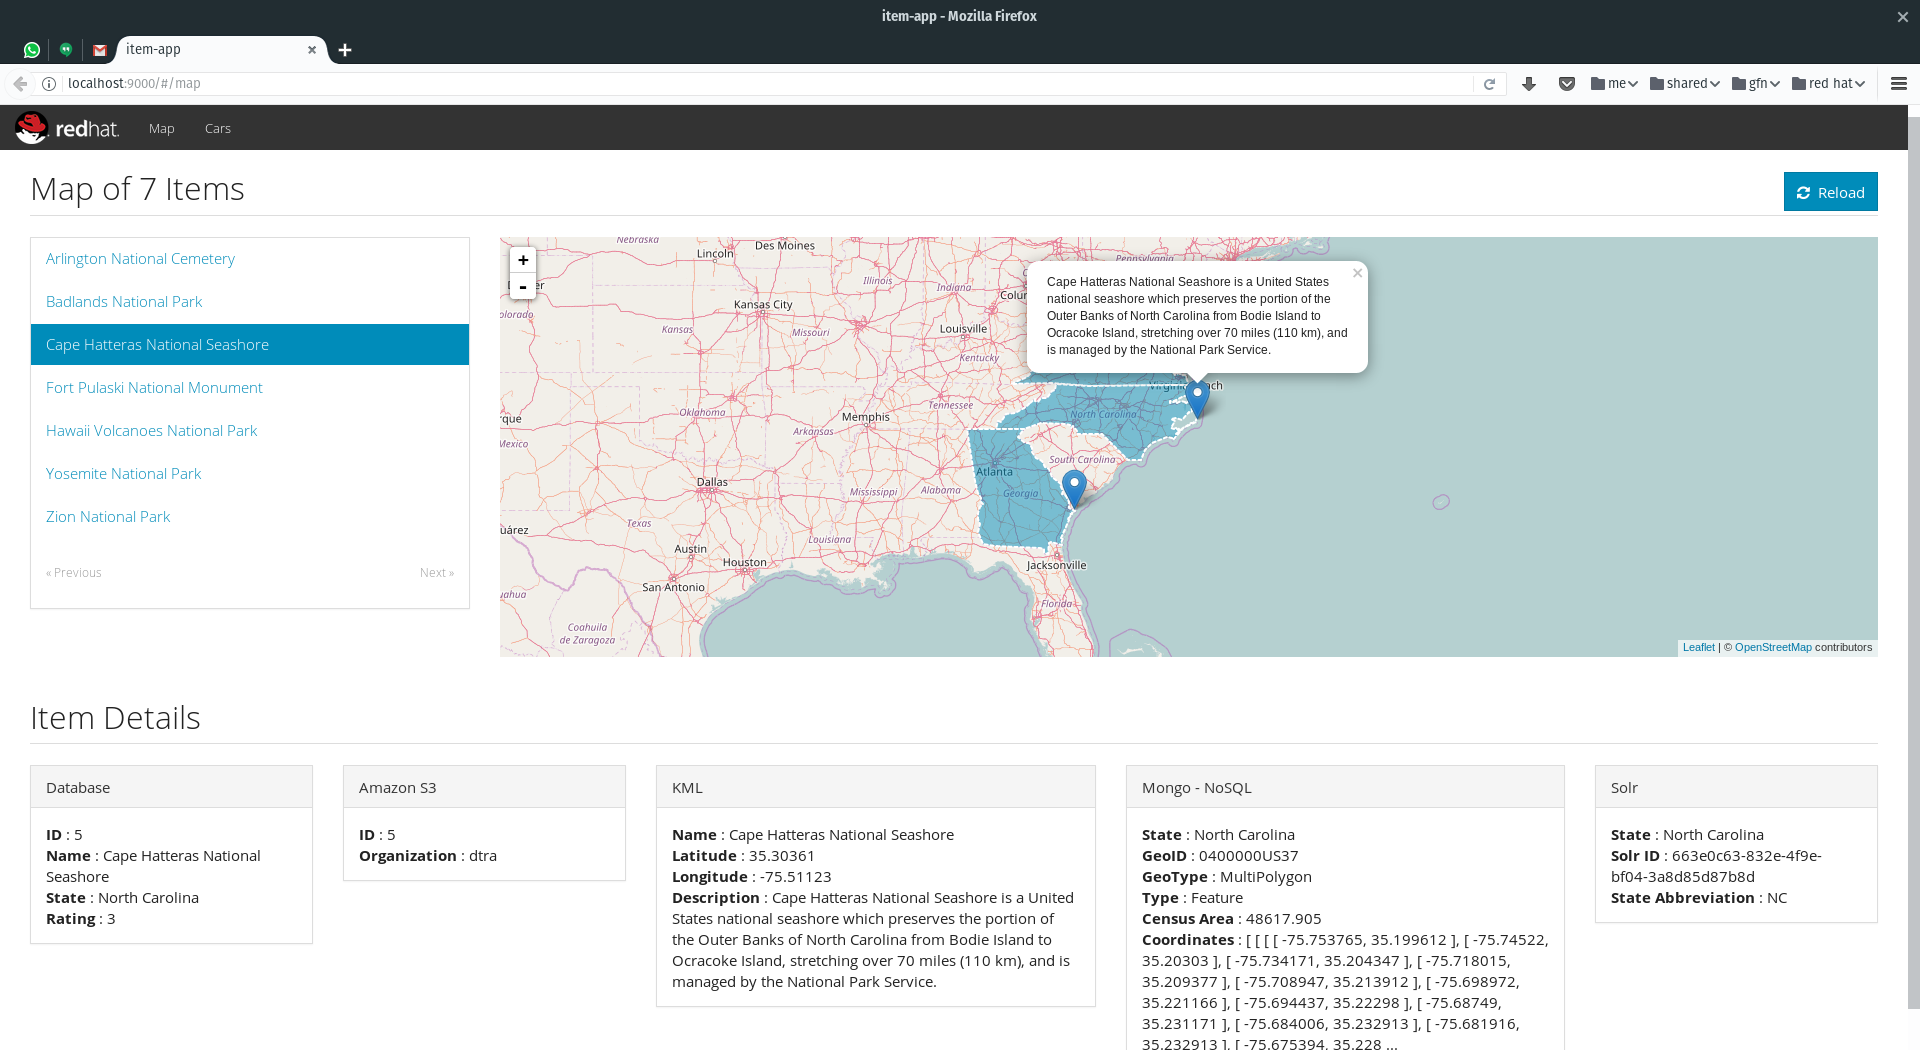 item-app - Mozilla Firefox
item-app
localhost:9000/#/map
me
shared
gfn
red hat
redhat.
Map
Cars
Map of 7 Items
Reload
Arlington National Cemetery
Badlands National Park
Cape Hatteras National Seashore
Fort Pulaski National Monument
Hawaii Volcanoes National Park
Yosemite National Park
Zion National Park
« Previous
Next »
+
-
Nebraska
Des Moines
Lincoln
Illinois
Indiana
Pennsylvania
Kansas City
Kansas
Missouri
Louisville
Kentucky
Cape Hatteras National Seashore is a United States
national seashore which preserves the portion of the
Outer Banks of North Carolina from Bodie Island to
Ocracoke Island, stretching over 70 miles (110 km), and
is managed by the National Park Service.
×
Oklahoma
Memphis
Tennessee
North Carolina
Arkansas
South Carolina
Atlanta
Dallas
Mississippi
Alabama
Georgia
Mexico
Texas
Louisiana
Austin
Houston
San Antonio
Jacksonville
Florida
Coahuila
de Zaragoza
Leaflet | © OpenStreetMap contributors
Item Details
Database
ID : 5
Name : Cape Hatteras National
Seashore
State : North Carolina
Rating : 3
Amazon S3
ID : 5
Organization : dtra
KML
Name : Cape Hatteras National Seashore
Latitude : 35.30361
Longitude : -75.51123
Description : Cape Hatteras National Seashore is a United
States national seashore which preserves the portion of
the Outer Banks of North Carolina from Bodie Island to
Ocracoke Island, stretching over 70 miles (110 km), and is
managed by the National Park Service.
Mongo - NoSQL
State : North Carolina
GeoID : 0400000US37
GeoType : MultiPolygon
Type : Feature
Census Area : 48617.905
Coordinates : [ [ [ [ -75.753765, 35.199612 ], [ -75.74522,
35.20303 ], [ -75.734171, 35.204347 ], [ -75.718015,
35.209377 ], [ -75.708947, 35.213912 ], [ -75.698972,
35.221166 ], [ -75.694437, 35.22298 ], [ -75.68749,
35.231171 ], [ -75.684006, 35.232913 ], [ -75.681916,
35.232913 ], [ -75.675394, 35.228 ...
Solr
State : North Carolina
Solr ID : 663e0c63-832e-4f9e-
bf04-3a8d85d87b8d
State Abbreviation : NC